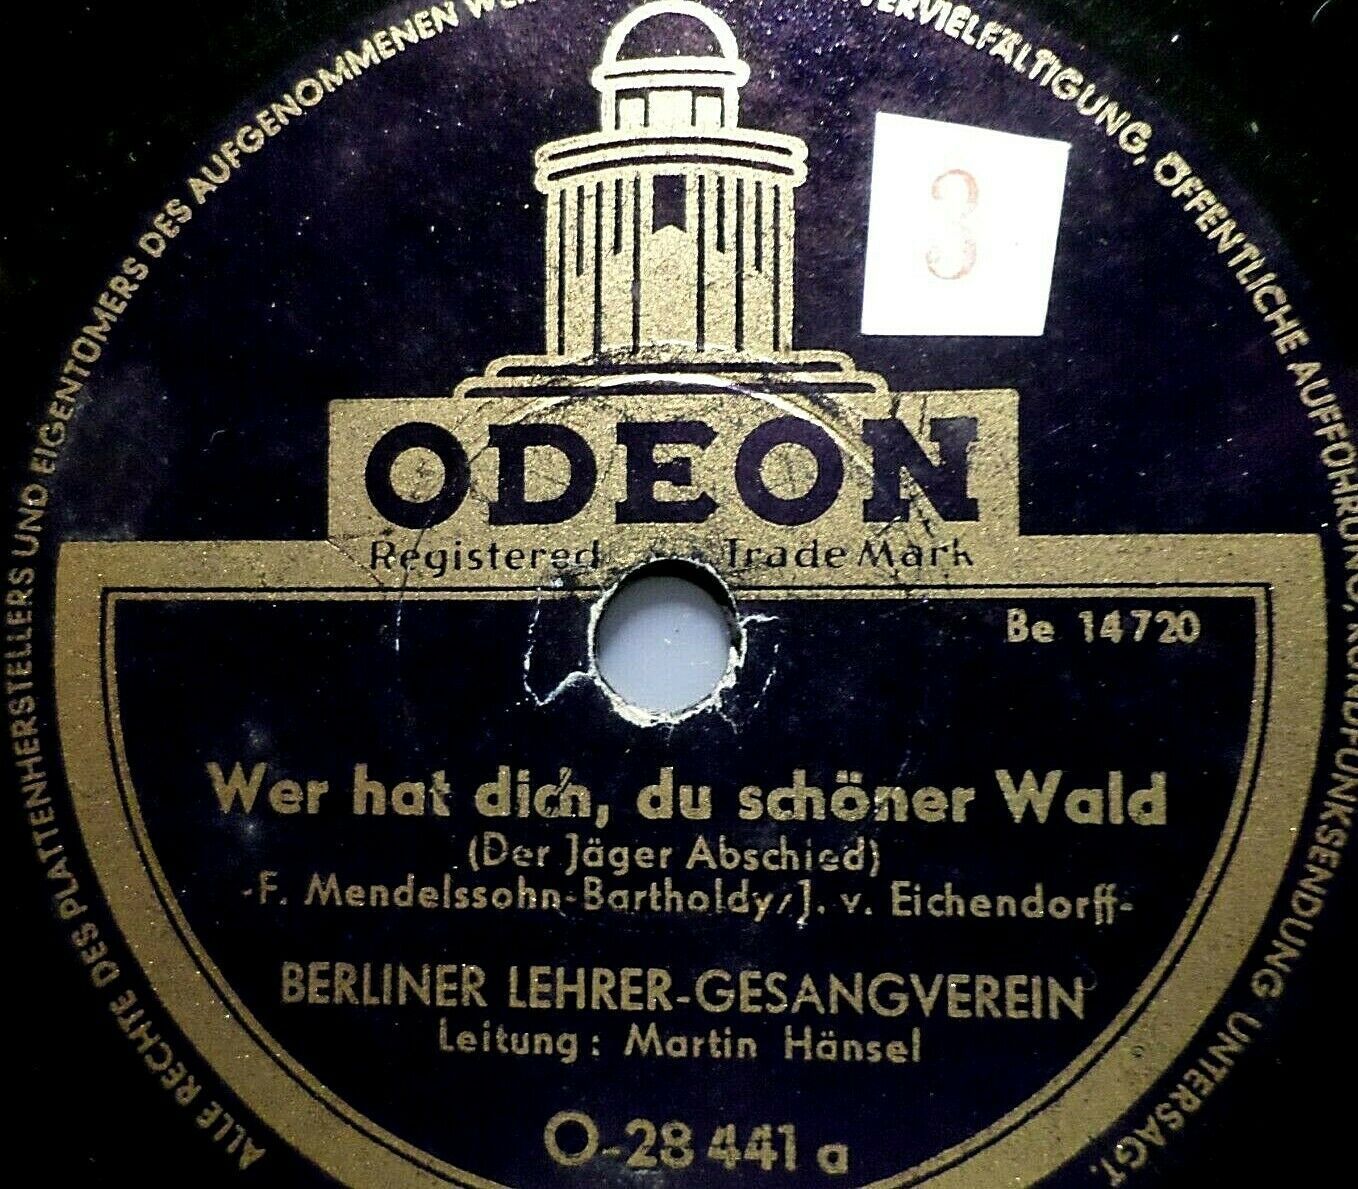 ALLE RECHTE DES PLATTENHERSTELLERS UND EIGENTÜMERS DES AUFGENOMMENEN
VERVIELFÄLTIGUNG, ÖFFENTLICHE AUFFÜHRUNG, RUNDFUNKSENDUNG UNTERSAGT.
3
ODEON
Registered Trade Mark
Be 14720
Wer hat dich, du schöner Wald
(Der Jäger Abschied)
-F. Mendelssohn-Bartholdy/J. v. Eichendorff-
BERLINER LEHRER-GESANGVEREIN
Leitung: Martin Hänsel
O-28 441 a